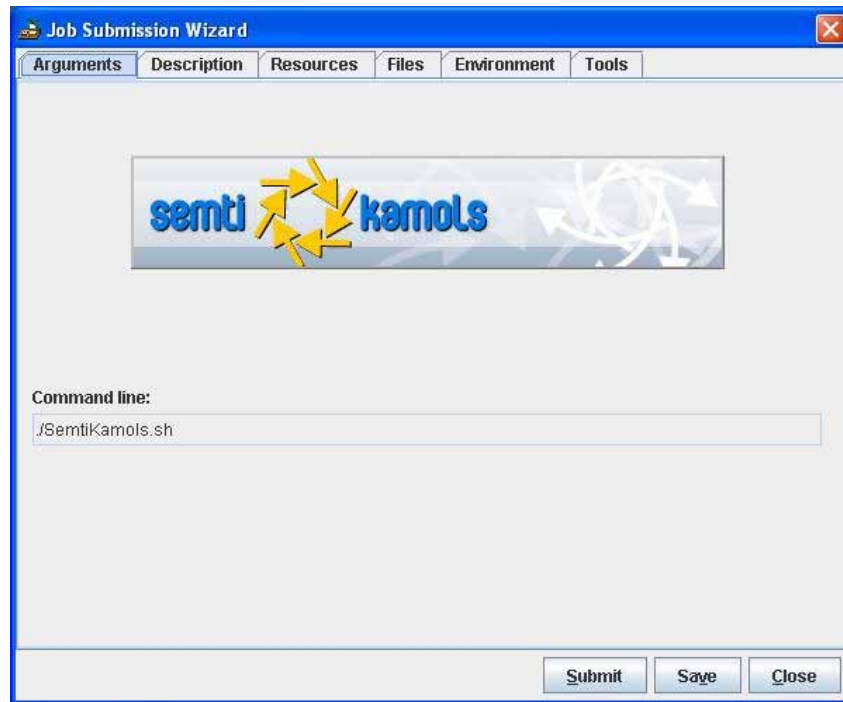 Job Submission Wizard
Arguments Description Resources Files Environment Tools
semti kamols
Command line:
./SemtiKamols.sh
Submit Save Close